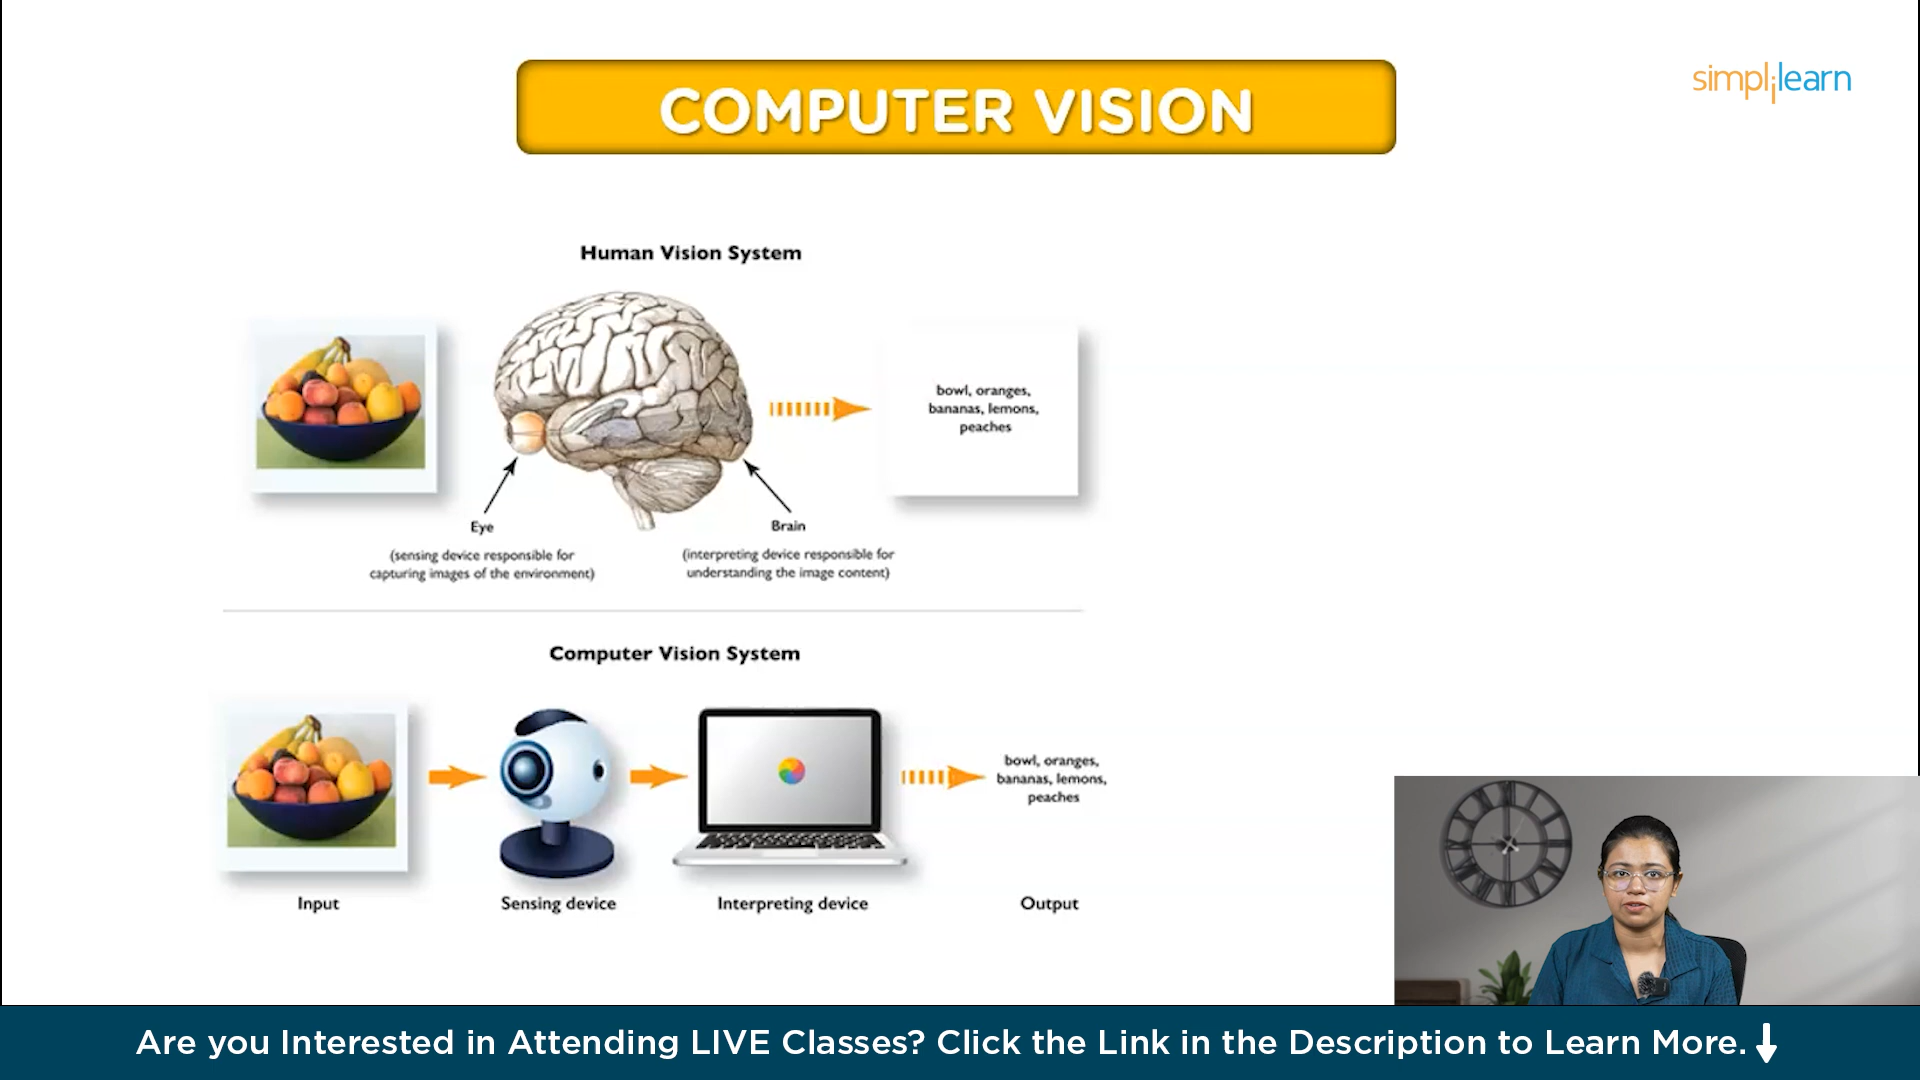 COMPUTER VISION
simplilearn
Human Vision System
bowl, oranges,
bananas, lemons,
peaches
Eye
(sensing device responsible for
capturing images of the environment)
Brain
(interpreting device responsible for
understanding the image content)
Computer Vision System
bowl, oranges,
bananas, lemons,
peaches
Input
Sensing device
Interpreting device
Output
Are you Interested in Attending LIVE Classes? Click the Link in the Description to Learn More.